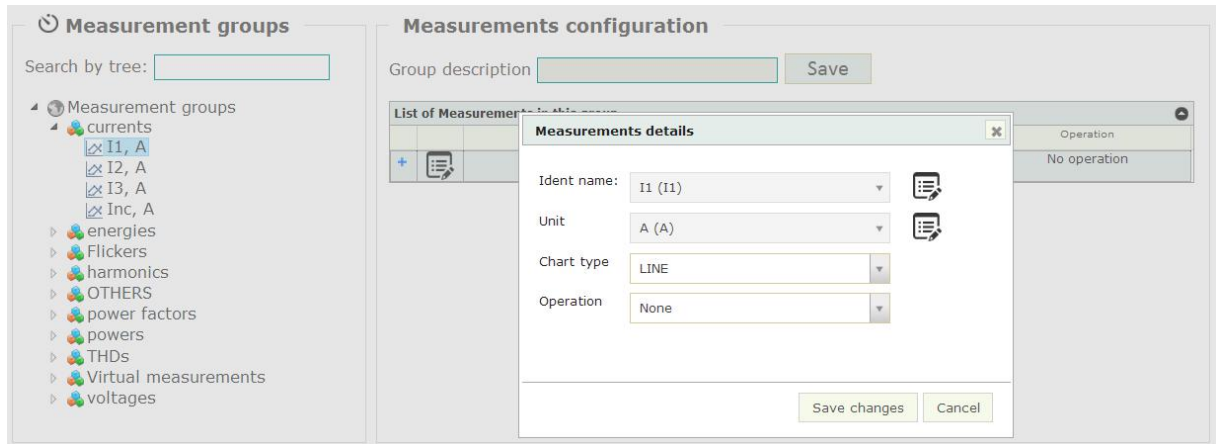 Measurement groups
Search by tree:
Measurement groups
currents
I1, A
I2, A
I3, A
Inc, A
energies
Flickers
harmonics
OTHERS
power factors
powers
THDs
Virtual measurements
voltages
Measurements configuration
Group description
Save
List of Measurements in this group
Operation
No operation
Measurements details
Ident name:
I1 (I1)
Unit
A (A)
Chart type
LINE
Operation
None
Save changes
Cancel